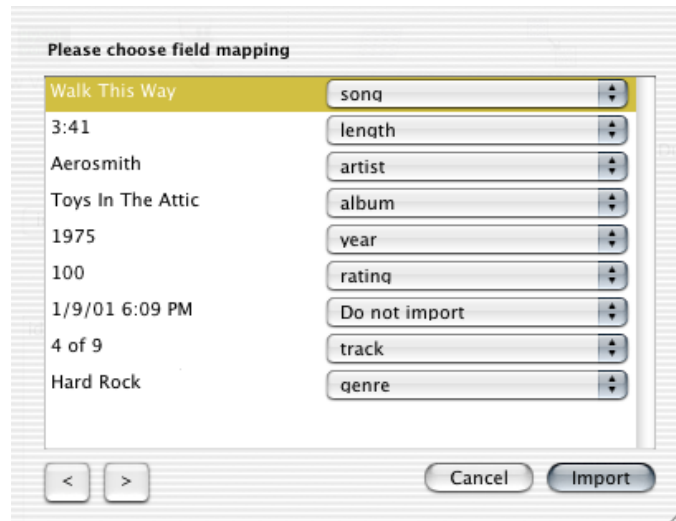 Please choose field mapping
Walk This Way song
3:41 length
Aerosmith artist
Toys In The Attic album
1975 year
100 rating
1/9/01 6:09 PM Do not import
4 of 9 track
Hard Rock genre
< > Cancel Import